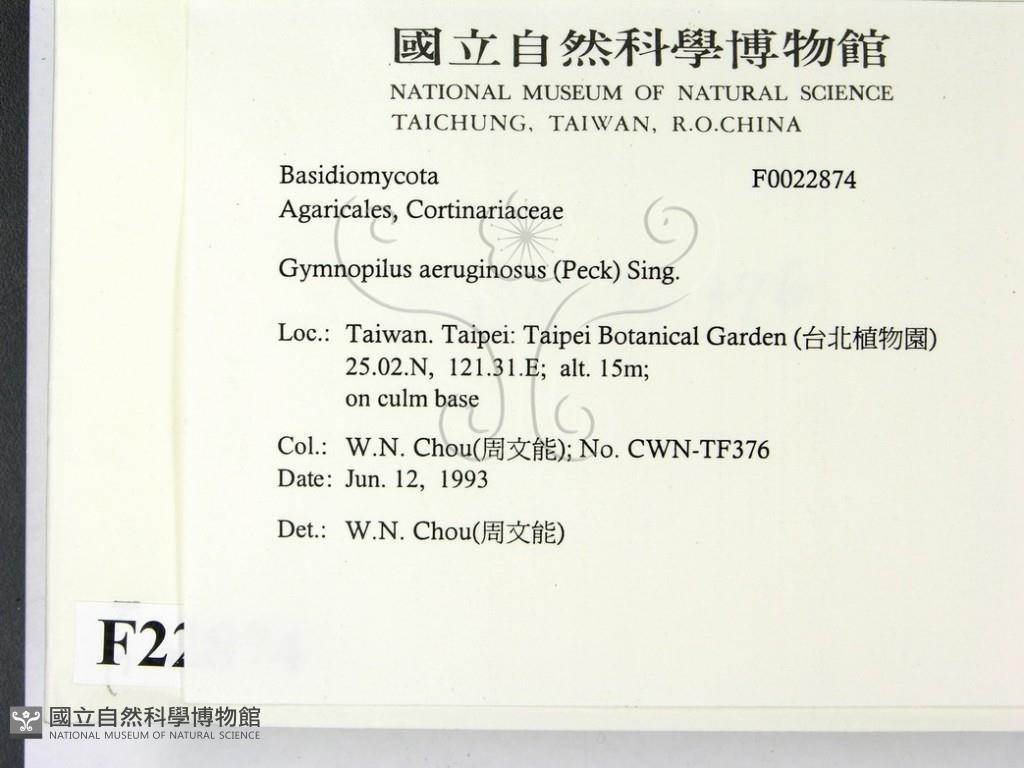 國立自然科學博物館
NATIONAL MUSEUM OF NATURAL SCIENCE
TAICHUNG, TAIWAN, R.O.CHINA
Basidiomycota F0022874
Agaricales, Cortinariaceae
Gymnopilus aeruginosus (Peck) Sing.
Loc.: Taiwan. Taipei: Taipei Botanical Garden (台北植物園)
25.02.N, 121.31.E; alt. 15m;
on culm base
Col.: W.N. Chou(周文能); No. CWN-TF376
Date: Jun. 12, 1993
Det.: W.N. Chou(周文能)
F22
國立自然科學博物館
NATIONAL MUSEUM OF NATURAL SCIENCE